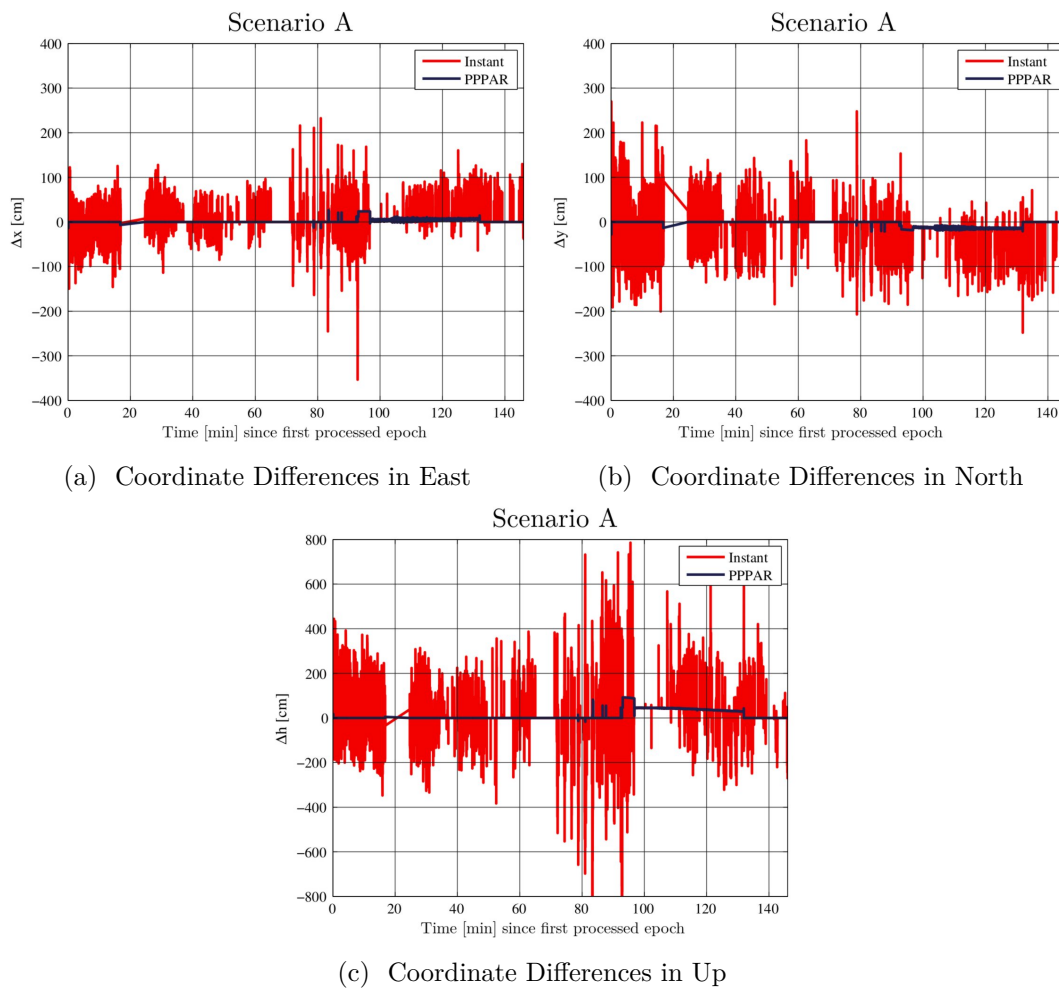 Scenario A
400
300
200
100
0
−100
−200
−300
−400
Δx [cm]
Instant
PPPAR
0 20 40 60 80 100 120 140
Time [min] since first processed epoch
(a) Coordinate Differences in East
Scenario A
400
300
200
100
0
−100
−200
−300
−400
Δy [cm]
Instant
PPPAR
0 20 40 60 80 100 120 140
Time [min] since first processed epoch
(b) Coordinate Differences in North
Scenario A
800
600
400
200
0
−200
−400
−600
−800
Δh [cm]
Instant
PPPAR
0 20 40 60 80 100 120 140
Time [min] since first processed epoch
(c) Coordinate Differences in Up